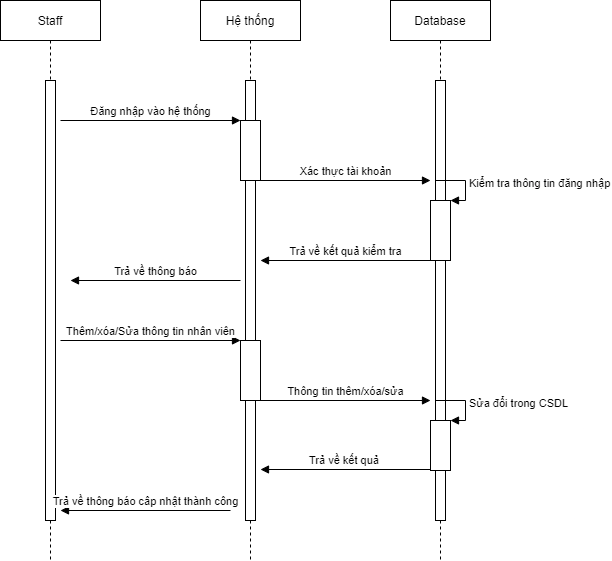 Staff
Hệ thống
Database
Đăng nhập vào hệ thống
Xác thực tài khoản
Kiểm tra thông tin đăng nhập
Trả về kết quả kiểm tra
Trả về thông báo
Thêm/xóa/Sửa thông tin nhân viên
Thông tin thêm/xóa/sửa
Sửa đổi trong CSDL
Trả về kết quả
Trả về thông báo cập nhật thành công